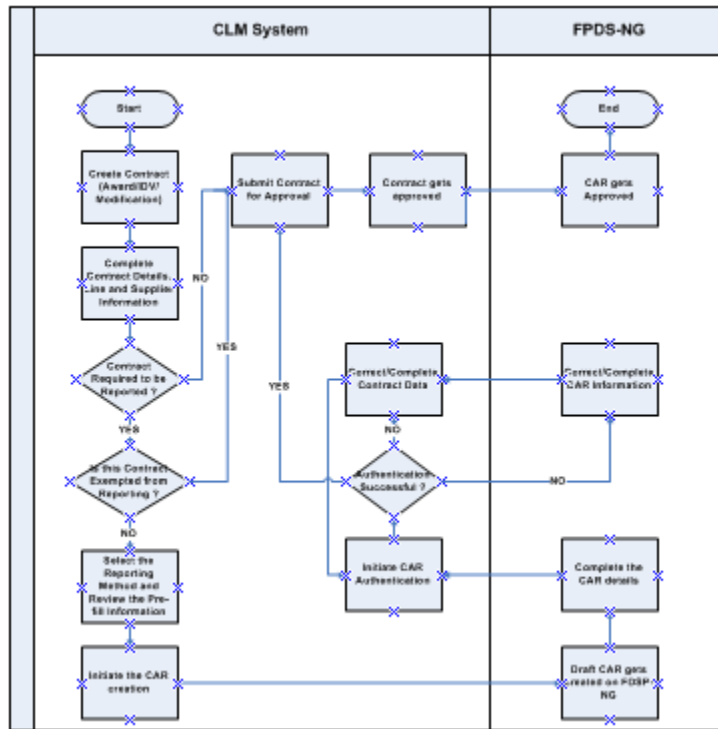 CLM System
FPDS-NG
Start
End
Create Contract
(Award/IDV/
Modification)
Submit Contract
for Approval
Contract gets
approved
CAR gets
Approved
Complete
Contract Details,
Line and Supplier
Information
NO
YES
Contract
Required to be
Reported ?
YES
Correct/Complete
Contract Data
Correct/Complete
CAR Information
YES
NO
Is this Contract
Exempted from
Reporting ?
Authentication
Successful ?
NO
NO
Select the
Reporting
Method and
Review the Pre-
fill Information
Initiate CAR
Authentication
Complete the
CAR details
Initiate the CAR
creation
Draft CAR gets
created on FDSP-
NG